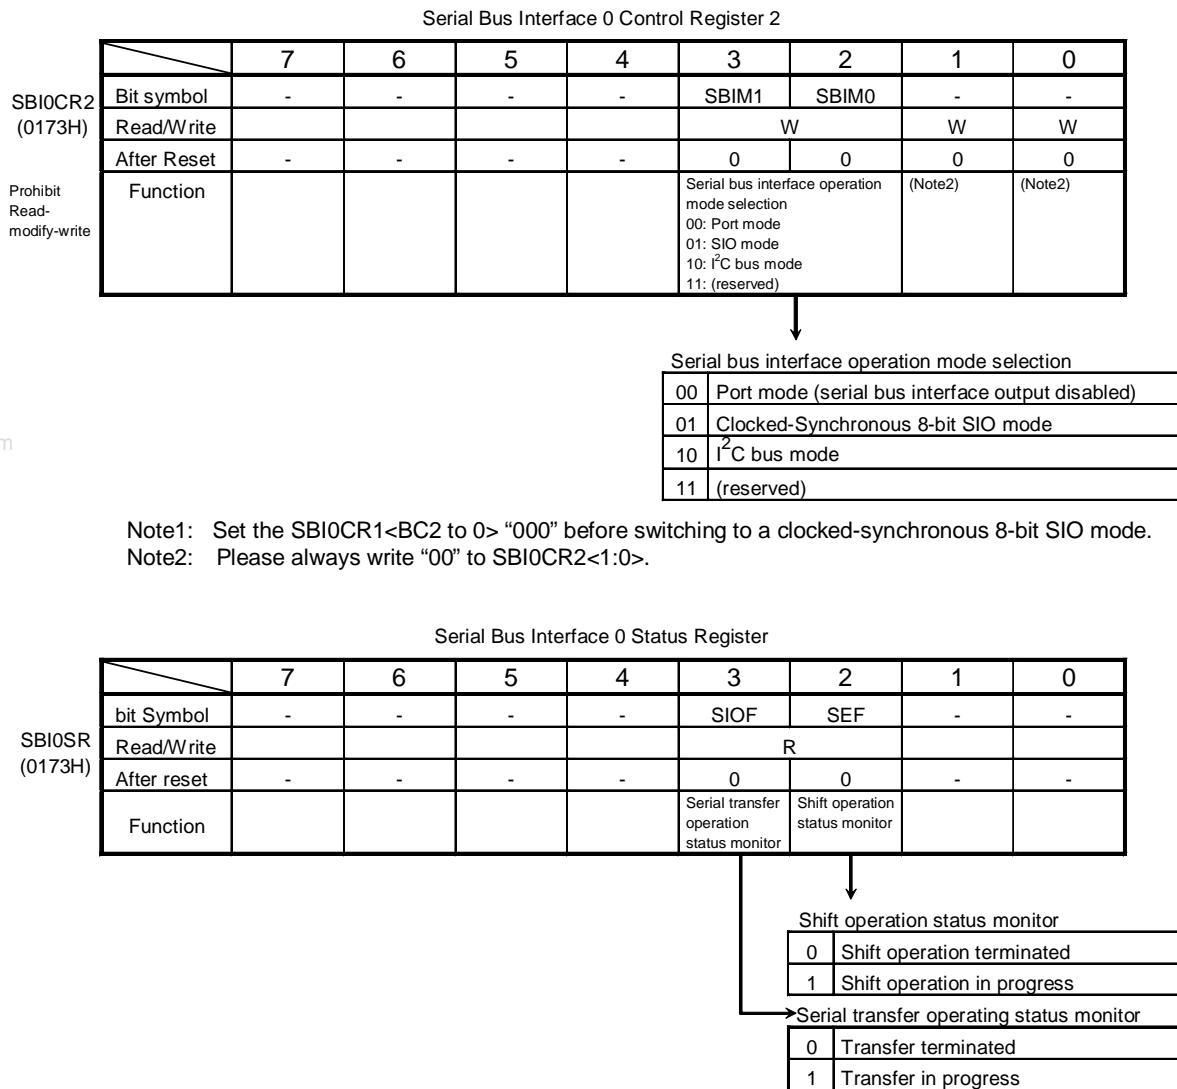 Serial Bus Interface 0 Control Register 2
7 6 5 4 3 2 1 0
SBI0CR2
(0173H)
Bit symbol - - - - SBIM1 SBIM0 - -
Read/Write W W W
After Reset - - - - 0 0 0 0
Prohibit
Read-
modify-write
Function
Serial bus interface operation
mode selection
00: Port mode
01: SIO mode
10: I2C bus mode
11: (reserved)
(Note2)
(Note2)
Serial bus interface operation mode selection
00 Port mode (serial bus interface output disabled)
01 Clocked-Synchronous 8-bit SIO mode
10 I2C bus mode
11 (reserved)
m
Note1: Set the SBI0CR1<BC2 to 0> “000” before switching to a clocked-synchronous 8-bit SIO mode.
Note2: Please always write “00” to SBI0CR2<1:0>.
Serial Bus Interface 0 Status Register
7 6 5 4 3 2 1 0
SBI0SR
(0173H)
bit Symbol - - - - SIOF SEF - -
Read/Write R
After reset - - - - 0 0 - -
Function
Serial transfer
operation
status monitor
Shift operation
status monitor
Shift operation status monitor
0 Shift operation terminated
1 Shift operation in progress
Serial transfer operating status monitor
0 Transfer terminated
1 Transfer in progress